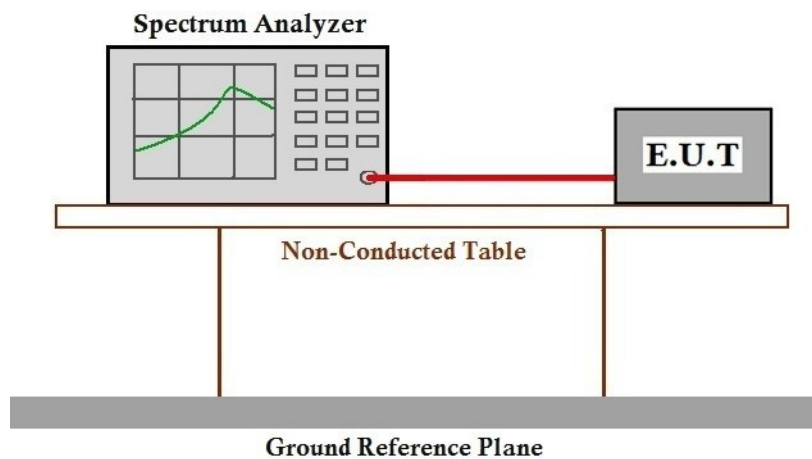 Spectrum Analyzer
E.U.T
Non-Conducted Table
Ground Reference Plane